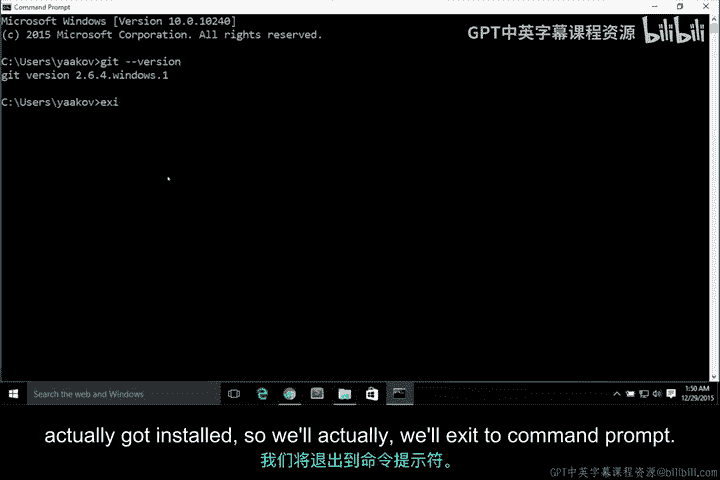 Command Prompt
Microsoft Windows [Version 10.0.10240]
(c) 2015 Microsoft Corporation. All rights reserved.
GPT中英字幕课程资源 bilibili
C:\Users\yaakov>git --version
git version 2.6.4.windows.1
C:\Users\yaakov>exi
Search the web and Windows
1:50 AM
12/29/2015
actually got installed, so we'll actually, we'll exit to command prompt.
我们将退出到命令提示符。
GPT中英字幕课程资源@bilibili.com